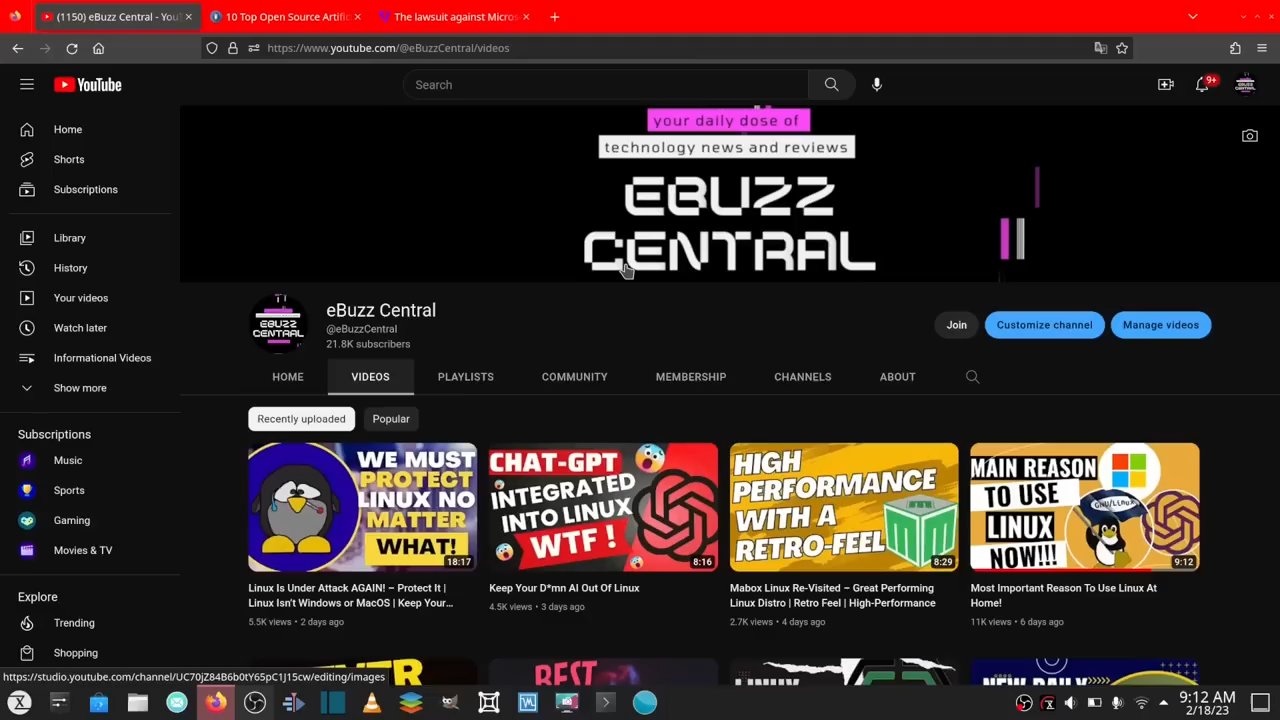 (1150) eBuzz Central - YouT
10 Top Open Source Artific
The lawsuit against Micros
https://www.youtube.com/@eBuzzCentral/videos
YouTube
Search
9+
your daily dose of
technology news and reviews
EBUZZ
CENTRAL
Home
Shorts
Subscriptions
Library
History
Your videos
Watch later
Informational Videos
Show more
Subscriptions
Music
Sports
Gaming
Movies & TV
Explore
Trending
Shopping
EBUZZ
CENTRAL
eBuzz Central
@eBuzzCentral
21.8K subscribers
Join
Customize channel
Manage videos
HOME
VIDEOS
PLAYLISTS
COMMUNITY
MEMBERSHIP
CHANNELS
ABOUT
Recently uploaded
Popular
WE MUST
PROTECT
LINUX NO
MATTER
WHAT!
18:17
Linux Is Under Attack AGAIN! – Protect It |
Linux Isn't Windows or MacOS | Keep Your...
5.5K views • 2 days ago
CHAT-GPT
INTEGRATED
INTO LINUX
WTF !
8:16
Keep Your D*mn AI Out Of Linux
4.5K views • 3 days ago
HIGH
PERFORMANCE
WITH A
RETRO-FEEL
8:29
Mabox Linux Re-Visited – Great Performing
Linux Distro | Retro Feel | High-Performance
2.7K views • 4 days ago
MAIN REASON
TO USE
LINUX
NOW!!!
GNU/LINUX
9:12
Most Important Reason To Use Linux At
Home!
11K views • 6 days ago
BEST
https://studio.youtube.com/channel/UC70jZ84B6b0tY65pC1J15cw/editing/images
9:12 AM
2/18/23